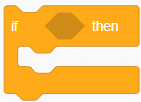 if then